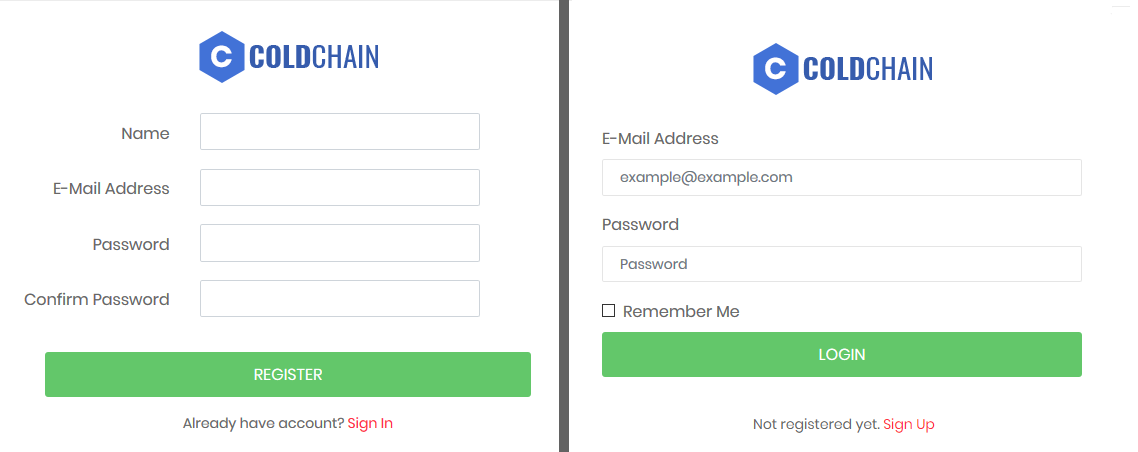 C COLDCHAIN
Name
E-Mail Address
Password
Confirm Password
REGISTER
Already have account? Sign In
C COLDCHAIN
E-Mail Address
example@example.com
Password
Password
Remember Me
LOGIN
Not registered yet. Sign Up